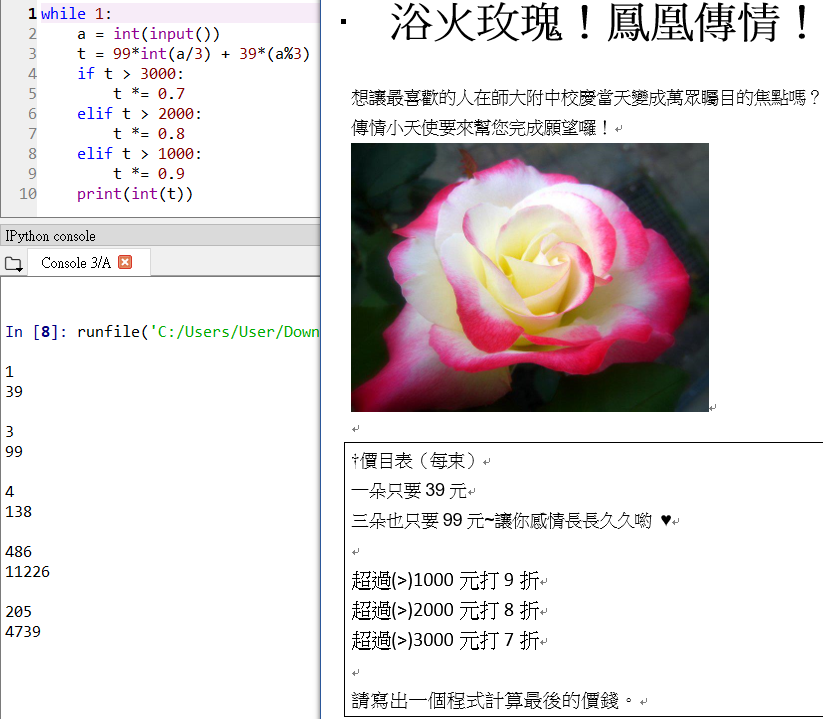 1 while 1:
2     a = int(input())
3     t = 99*int(a/3) + 39*(a%3)
4     if t > 3000:
5         t *= 0.7
6     elif t > 2000:
7         t *= 0.8
8     elif t > 1000:
9         t *= 0.9
10     print(int(t))
IPython console
Console 3/A
In [8]: runfile('C:/Users/User/Down
1
39
3
99
4
138
486
11226
205
4739
▪ 浴火玫瑰！鳳凰傳情！
想讓最喜歡的人在師大附中校慶當天變成萬眾矚目的焦點嗎？
傳情小天使要來幫您完成願望囉！
†價目表（每束）
一朵只要 39 元
三朵也只要 99 元~讓你感情長長久久喲 ♥
超過(>)1000 元打 9 折
超過(>)2000 元打 8 折
超過(>)3000 元打 7 折
請寫出一個程式計算最後的價錢。